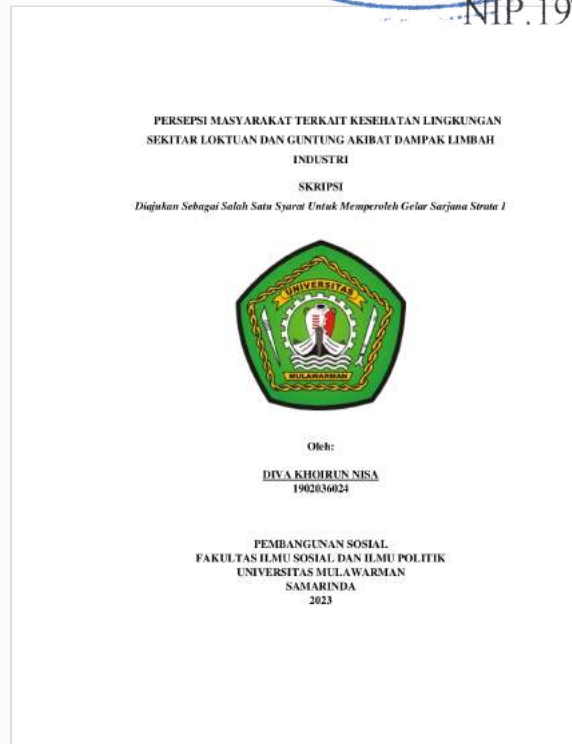 NIP.19
PERSEPSI MASYARAKAT TERKAIT KESEHATAN LINGKUNGAN
SEKITAR LOKTUAN DAN GUNTUNG AKIBAT DAMPAK LIMBAH
INDUSTRI
SKRIPSI
Diajukan Sebagai Salah Satu Syarat Untuk Memperoleh Gelar Sarjana Strata 1
UNIVERSITAS
MULAWARMAN
Oleh:
DIVA KHOIRUN NISA
1902036024
PEMBANGUNAN SOSIAL
FAKULTAS ILMU SOSIAL DAN ILMU POLITIK
UNIVERSITAS MULAWARMAN
SAMARINDA
2023